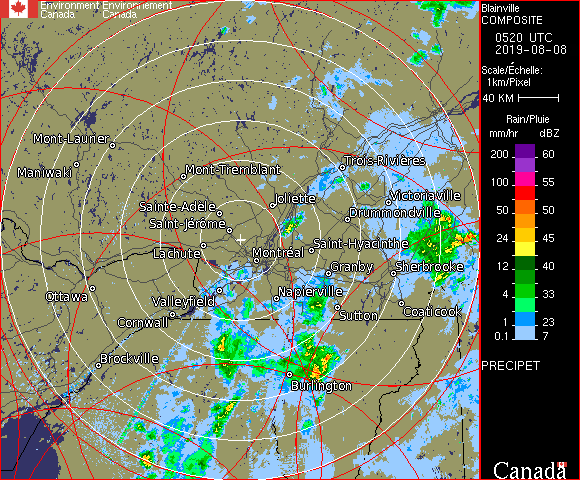 Environment Environnement
Canada Canada
Blainville
COMPOSITE
0520 UTC
2019-08-08
Scale/Échelle:
1km/Pixel
40 KM
Rain/Pluie
mm/hr dBZ
200 60
100 55
50 50
24 45
12 40
4 33
1 23
0.1 7
PRECIPET
Canada
Mont-Laurier
Maniwaki
Mont-Tremblant
Trois-Rivières
Sainte-Adèle
Joliette
Victoriaville
Drummondville
Saint-Jérôme
Lachute
Montréal
Saint-Hyacinthe
Granby
Sherbrooke
Ottawa
Valleyfield
Napierville
Cornwall
Sutton
Coaticook
Brockville
Burlington